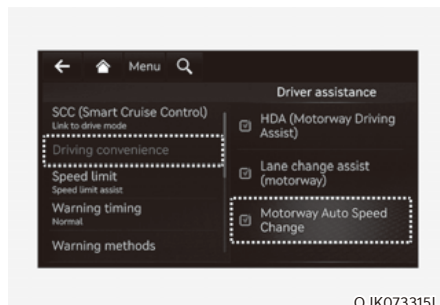 Menu
Driver assistance
SCC (Smart Cruise Control)
Link to drive mode
Driving convenience
Speed limit
Speed limit assist
Warning timing
Normal
Warning methods
HDA (Motorway Driving
Assist)
Lane change assist
(motorway)
Motorway Auto Speed
Change
OJK073315L